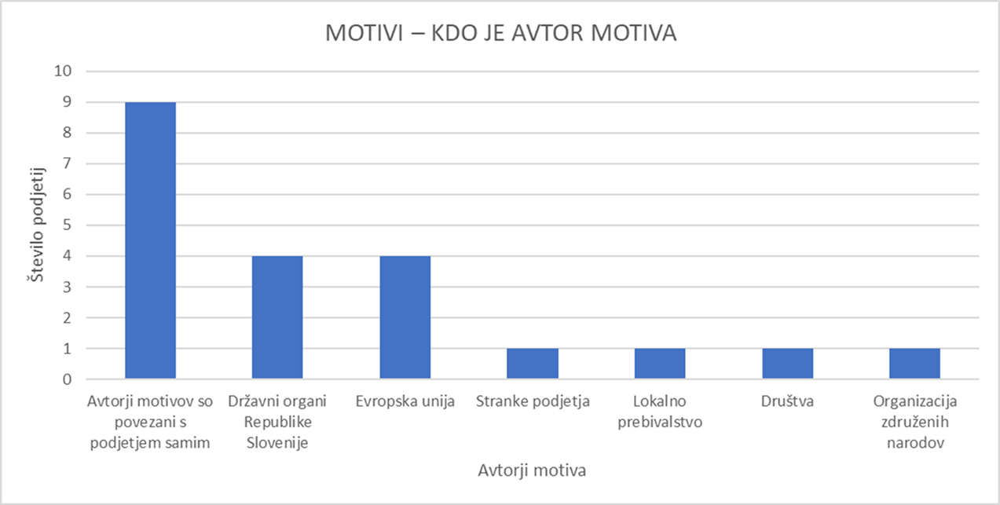 MOTIVI – KDO JE AVTOR MOTIVA
Število podjetij
10
9
8
7
6
5
4
3
2
1
0
Avtorji motivov so
povezani s
podjetjem samim
Državni organi
Republike
Slovenije
Evropska unija
Stranke podjetja
Lokalno
prebivalstvo
Društva
Organizacija
združenih
narodov
Avtorji motiva